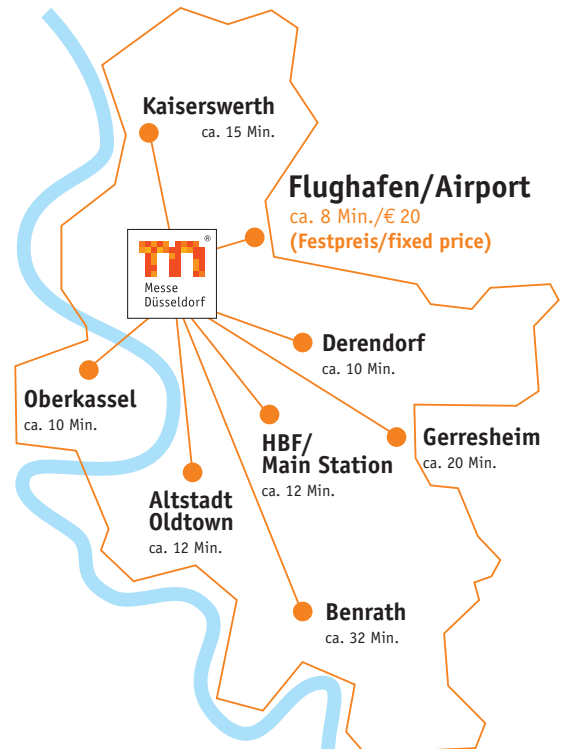 Kaiserswerth
ca. 15 Min.
Flughafen/Airport
ca. 8 Min./€ 20
(Festpreis/fixed price)
®
Messe
Düsseldorf
Derendorf
ca. 10 Min.
Oberkassel
ca. 10 Min.
HBF/
Main Station
ca. 12 Min.
Gerresheim
ca. 20 Min.
Altstadt
Oldtown
ca. 12 Min.
Benrath
ca. 32 Min.